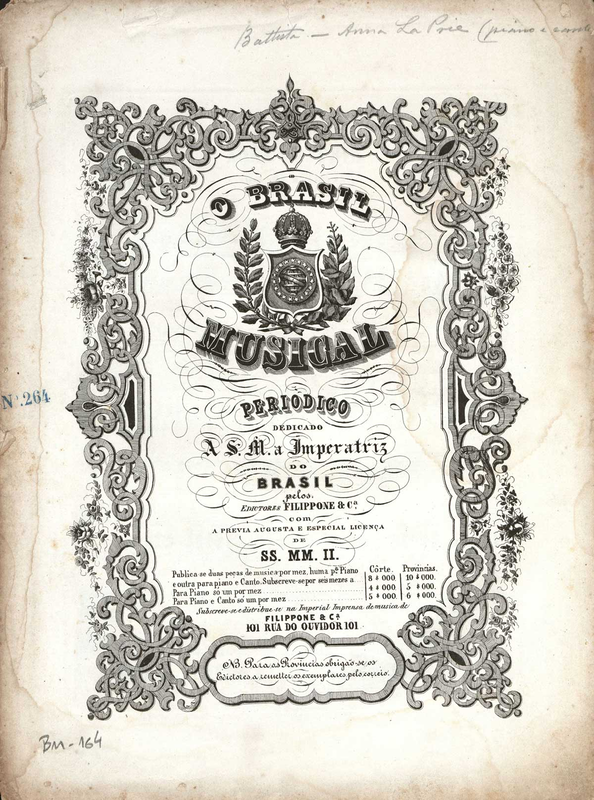 Battista — Anna La Prie (piano e canto
O BRASIL
MUSICAL
PERIÓDICO
DEDICADO
A S. M. a Imperatriz
DO
BRASIL
pelos
EDICTORES FILIPPONE & Cª
com
A PREVIA AUGUSTA E ESPECIAL LICENÇA
DE
SS. MM. II.
Côrte. Provincias.
Publica se duas peças de musica por mez, huma pª Piano
e outra para piano e Canto. Subscreve-se por seis mezes a 8$000 10$000.
Para Piano só um por mez 4$000 5$000.
Para Piano e Canto só um por mez 5$000 6$000.
Subscreve-se e distribue-se na Imperial Imprensa de musica de
FILIPPONE & Cª
101 RUA DO OUVIDOR 101
NB. Para as Provincias obrigão-se os
Edictores a remetter os exemplares pelo correio.
Nº. 264
BM-164